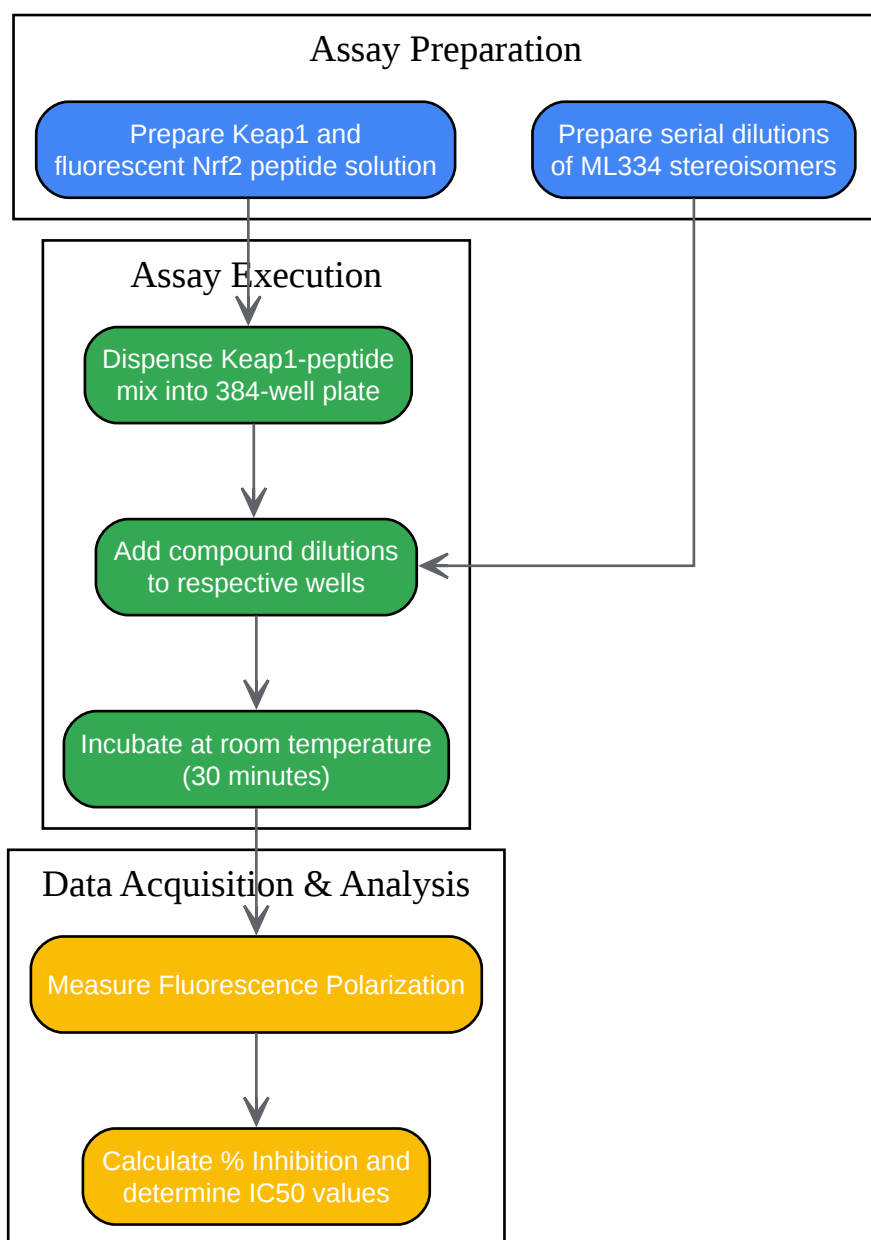 Assay Preparation
Prepare Keap1 and
fluorescent Nrf2 peptide solution
Prepare serial dilutions
of ML334 stereoisomers
Assay Execution
Dispense Keap1-peptide
mix into 384-well plate
Add compound dilutions
to respective wells
Incubate at room temperature
(30 minutes)
Data Acquisition & Analysis
Measure Fluorescence Polarization
Calculate % Inhibition and
determine IC50 values